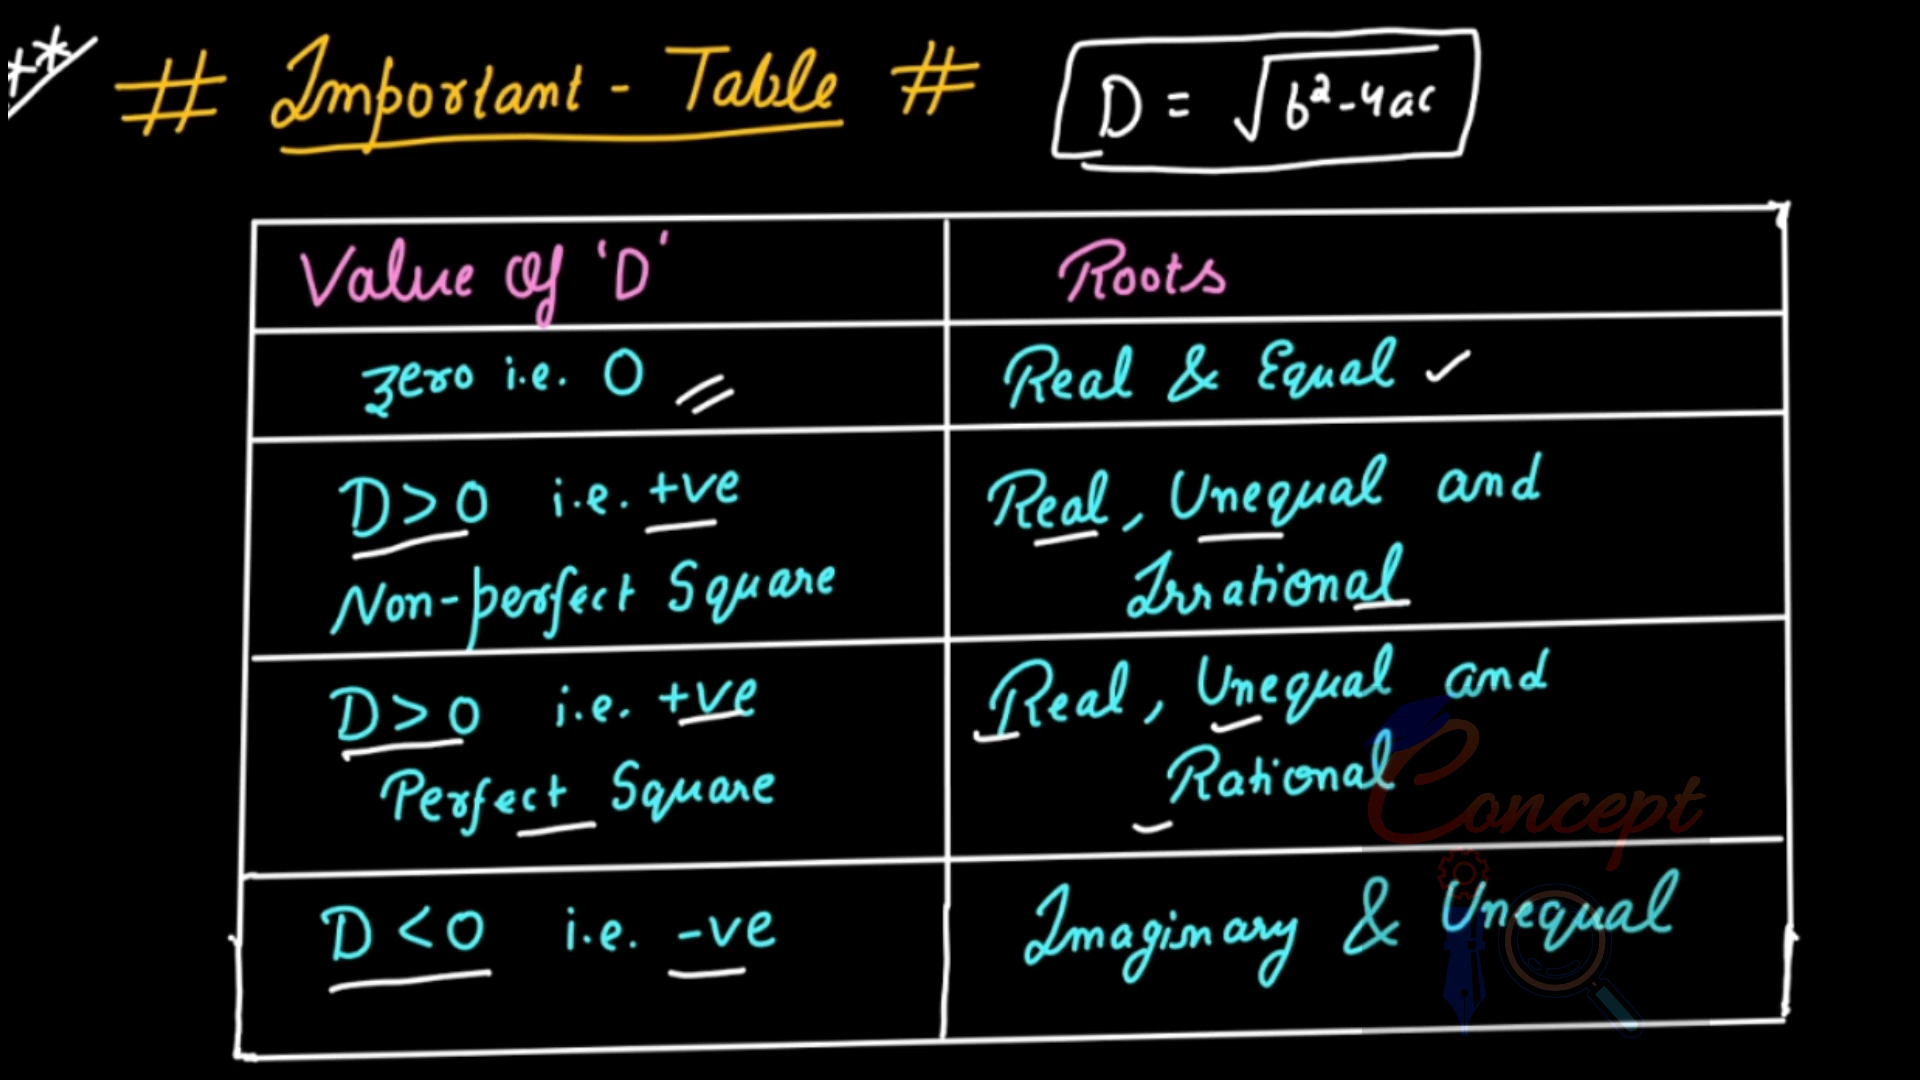 ** # Important - Table # D = √b²-4ac
Value of 'D' Roots
zero i.e. 0 Real & Equal ✓
D > 0 i.e. +ve Real, Unequal and
Non-perfect Square Irrational
D > 0 i.e. +ve Real, Unequal and
Perfect Square Rational
Concept
D < 0 i.e. -ve Imaginary & Unequal